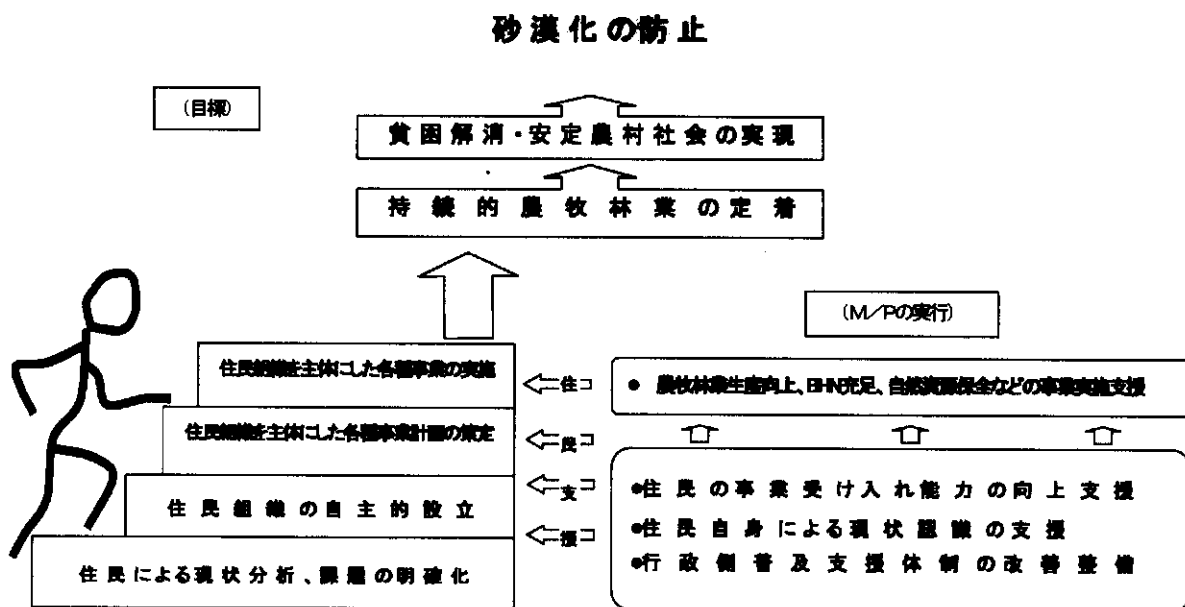 砂漠化の防止
(目標)
貧困解消・安定農村社会の実現
持続的農牧林業の定着
(M/Pの実行)
住民組織を主体にした各種事業の実施
住民組織を主体にした各種事業計画の策定
住民組織の自主的設立
住民による現状分析、課題の明確化
住
民
支
援
● 農牧林業生産向上、BHN充足、自然資源保全などの事業実施支援
●住民の事業受け入れ能力の向上支援
●住民自身による現状認識の支援
●行政側普及支援体制の改善整備